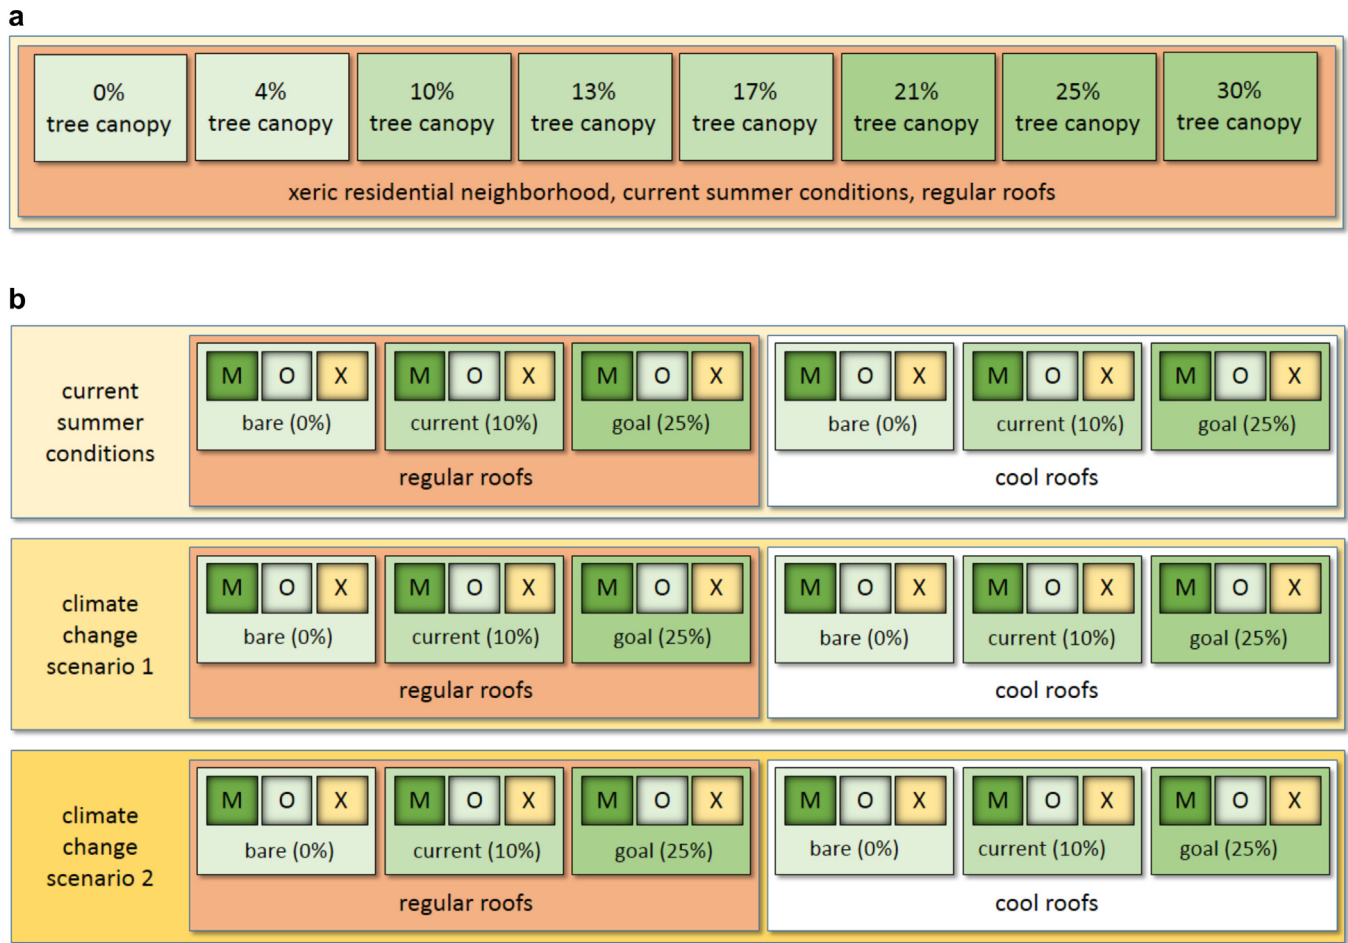 a
0% tree canopy
4% tree canopy
10% tree canopy
13% tree canopy
17% tree canopy
21% tree canopy
25% tree canopy
30% tree canopy
xeric residential neighborhood, current summer conditions, regular roofs
b
current
summer
conditions
M O X
bare (0%)
M O X
current (10%)
M O X
goal (25%)
regular roofs
M O X
bare (0%)
M O X
current (10%)
M O X
goal (25%)
cool roofs
climate
change
scenario 1
M O X
bare (0%)
M O X
current (10%)
M O X
goal (25%)
regular roofs
M O X
bare (0%)
M O X
current (10%)
M O X
goal (25%)
cool roofs
climate
change
scenario 2
M O X
bare (0%)
M O X
current (10%)
M O X
goal (25%)
regular roofs
M O X
bare (0%)
M O X
current (10%)
M O X
goal (25%)
cool roofs